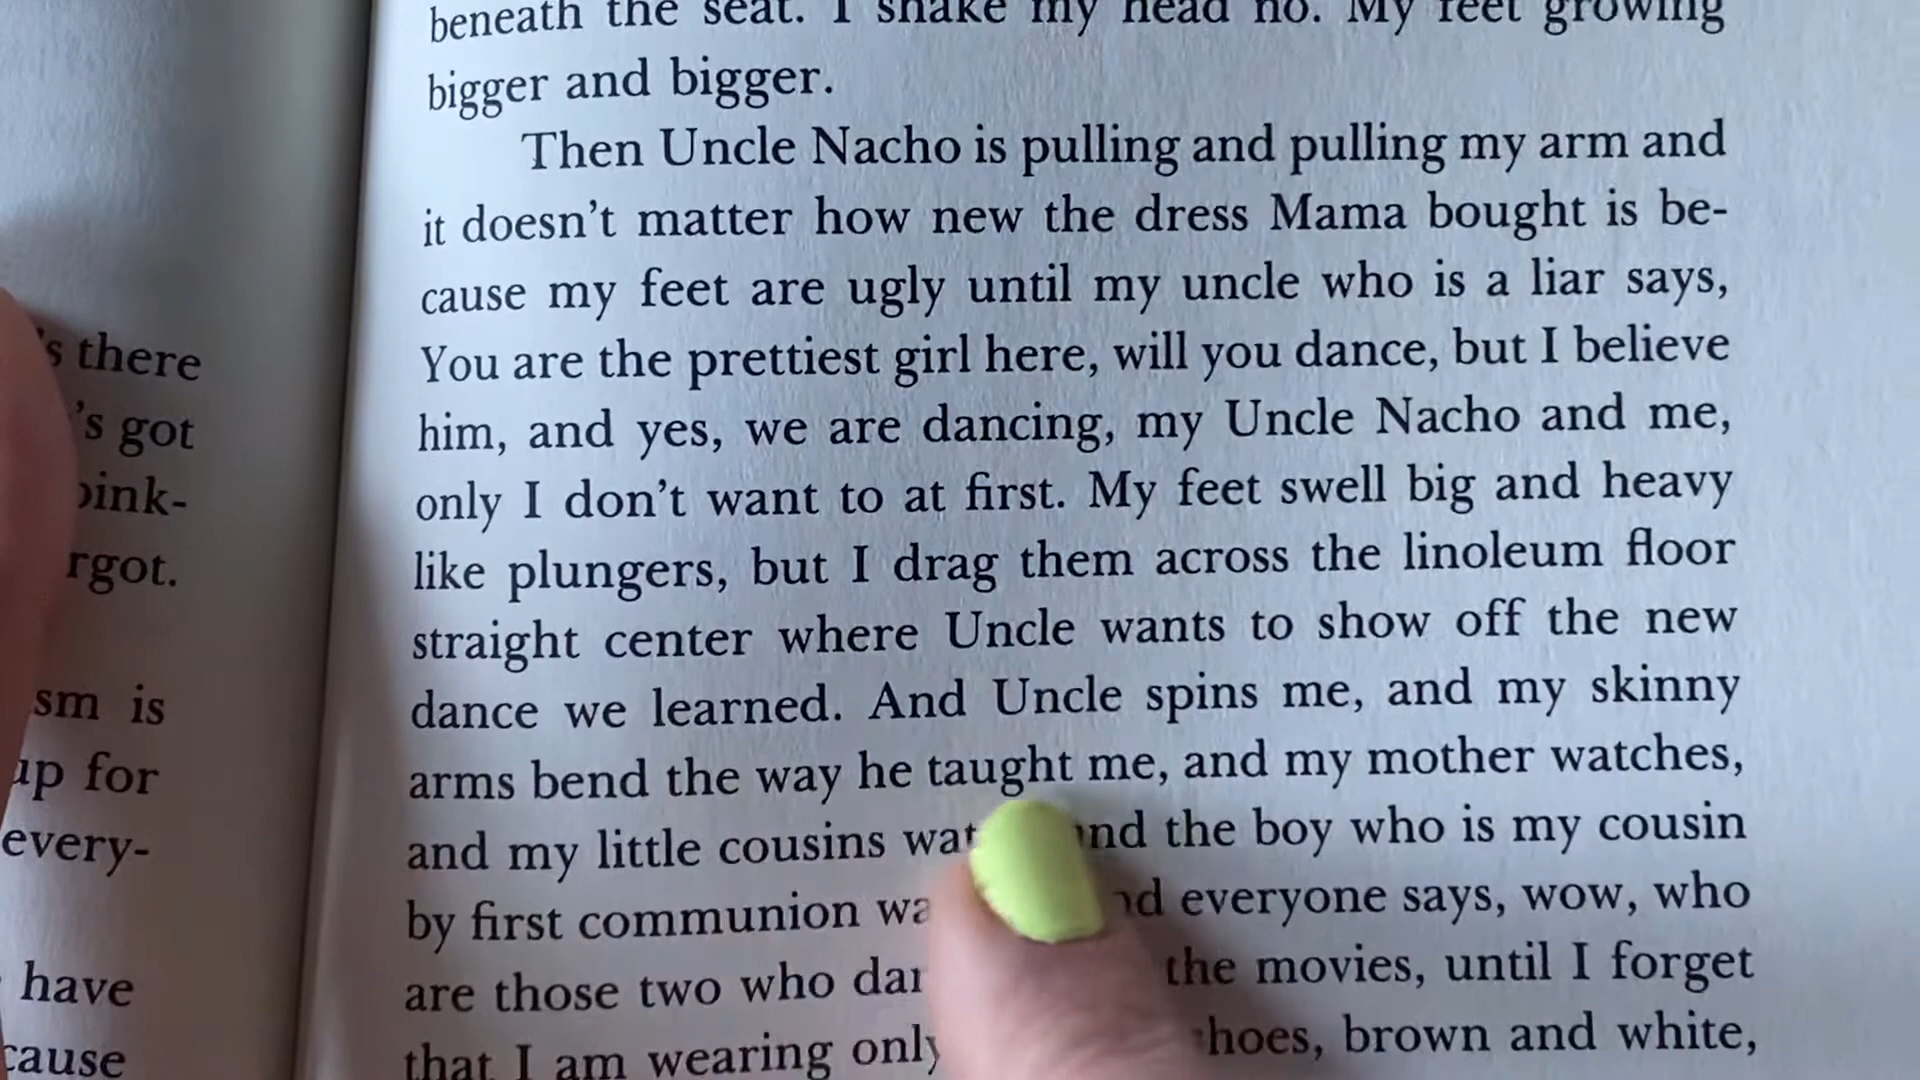 there
's got
rgot.
is
for
every-
have
cause
beneath the seat. I shake my head no. My feet growing
bigger and bigger.
Then Uncle Nacho is pulling and pulling my arm and
it doesn't matter how new the dress Mama bought is be-
cause my feet are ugly until my uncle who is a liar says,
You are the prettiest girl here, will you dance, but I believe
him, and yes, we are dancing, my Uncle Nacho and me,
only I don't want to at first. My feet swell big and heavy
like plungers, but I drag them across the linoleum floor
straight center where Uncle wants to show off the new
dance we learned. And Uncle spins me, and my skinny
arms bend the way he taught me, and my mother watches,
and my little cousins the boy who is my cousin
by first communion everyone says, wow, who
are those two who the movies, until I forget
that I am wearing only brown and white,